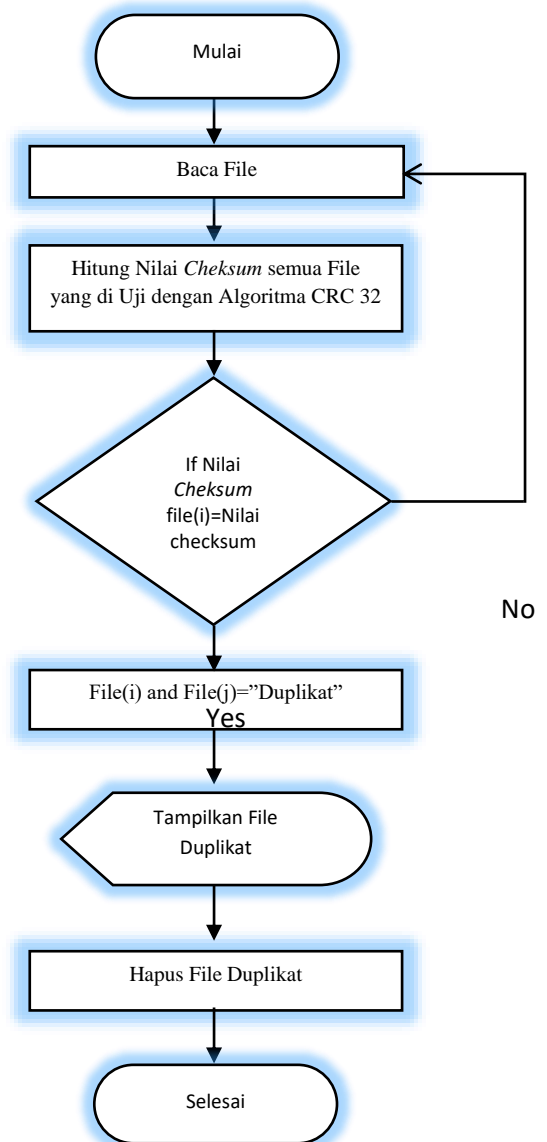 Mulai
Baca File
Hitung Nilai Cheksum semua File
yang di Uji dengan Algoritma CRC 32
If Nilai
Cheksum
file(i)=Nilai
checksum
No
File(i) and File(j)=”Duplikat”
Yes
Tampilkan File
Duplikat
Hapus File Duplikat
Selesai